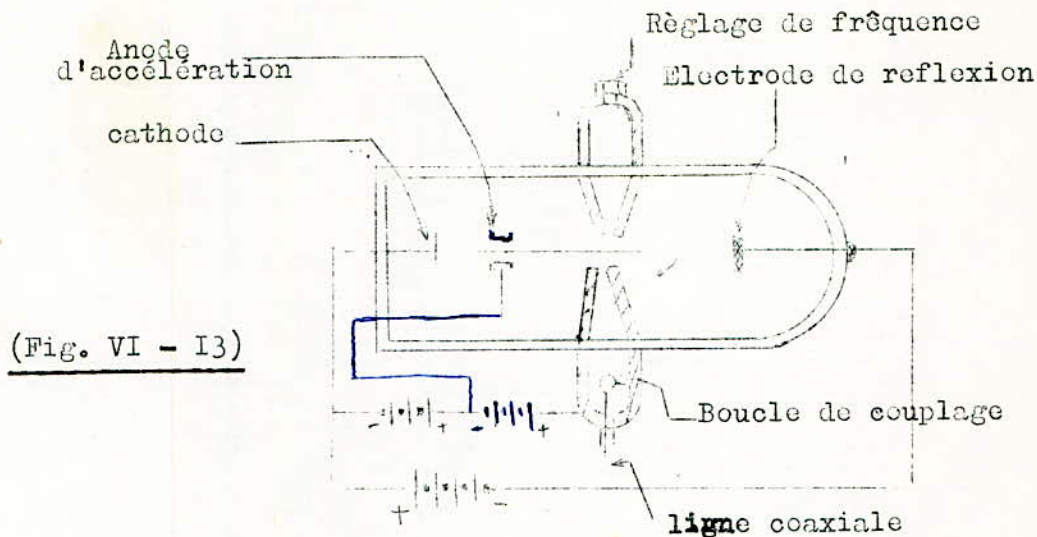 Règlage de frêquence
Anode
d'accélération
Electrode de reflexion
cathode
(Fig. VI - I3)
- + - +
Boucle de couplage
+ -
ligne coaxiale